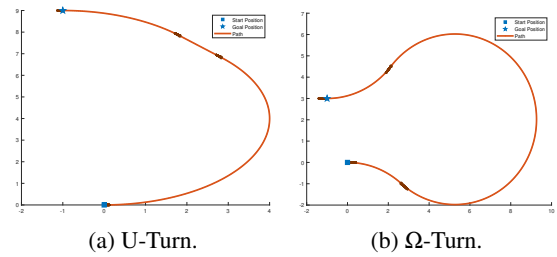 9
8
7
6
5
4
3
2
1
0
-2 -1 0 1 2 3 4
Start Position
Goal Position
Path
(a) U-Turn.
7
6
5
4
3
2
1
0
-1
-2
-2 0 2 4 6 8 10
Start Position
Goal Position
Path
(b) Ω-Turn.